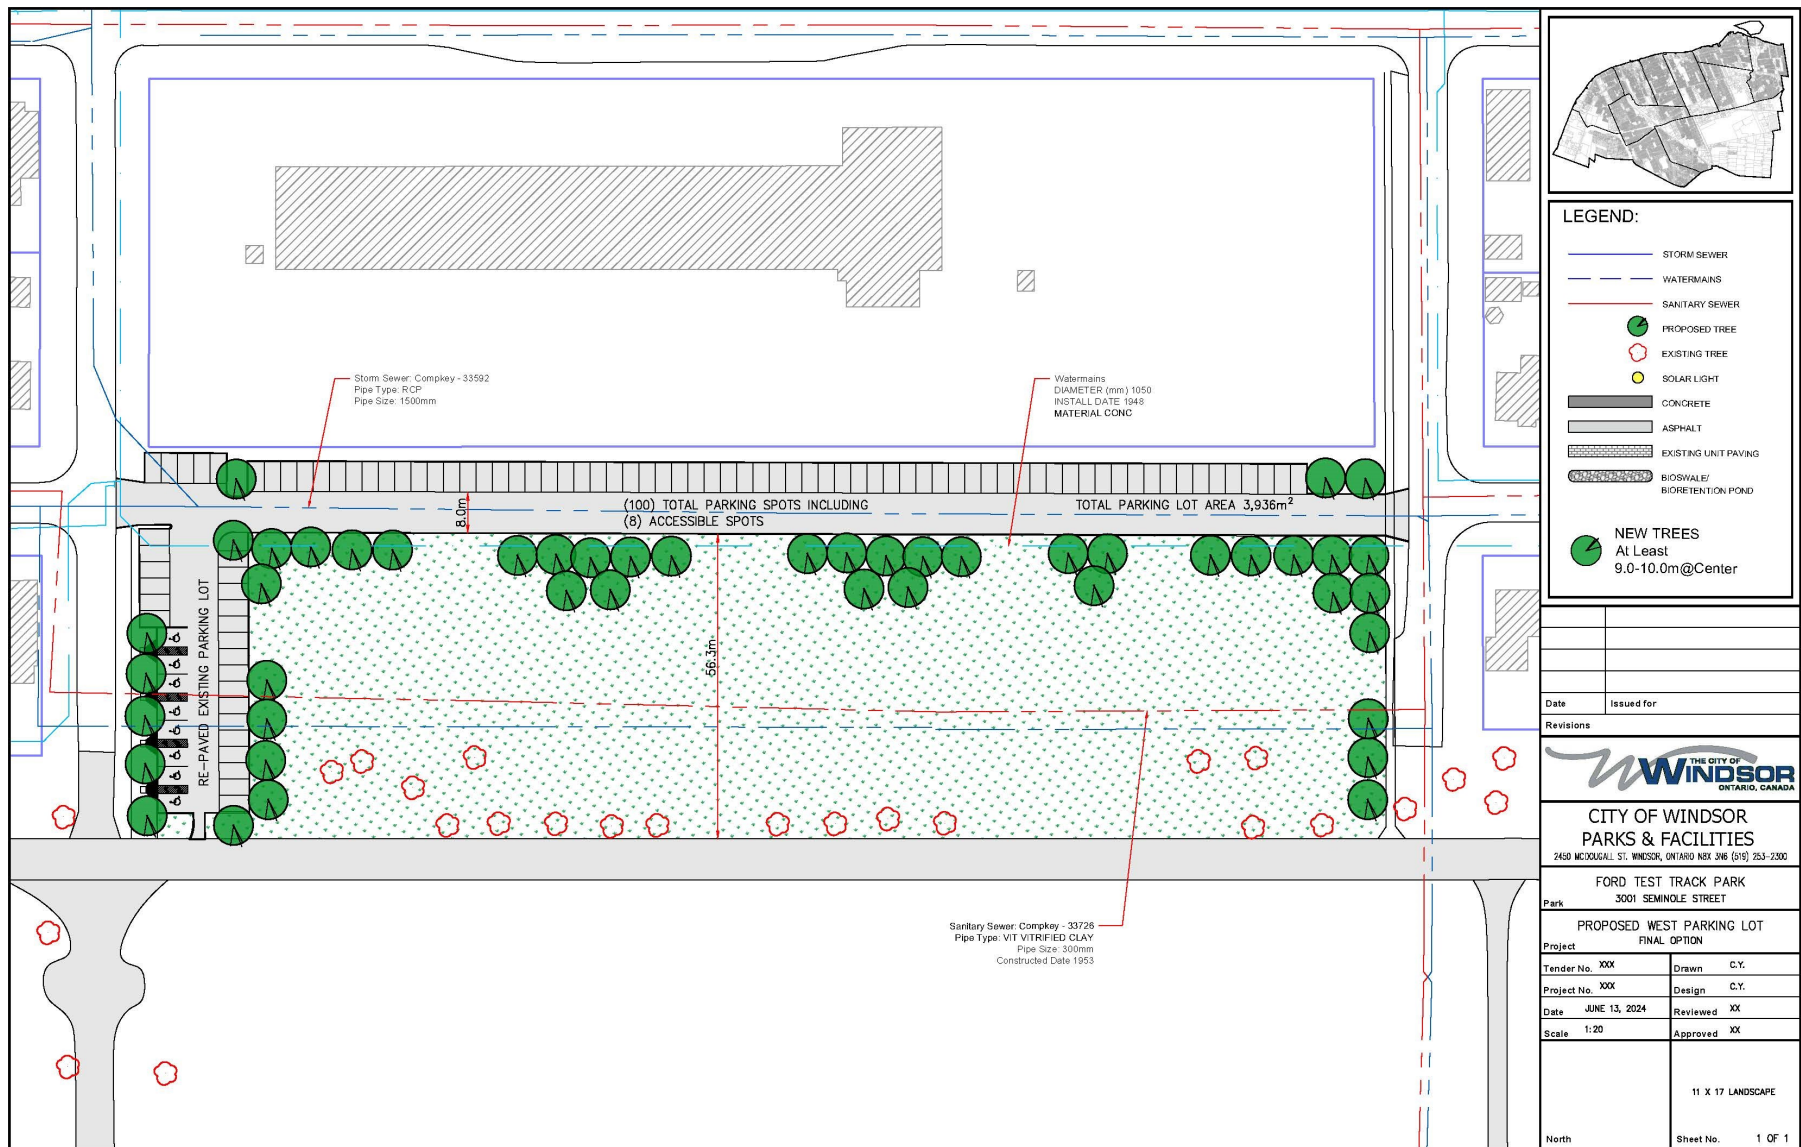 Storm Sewer: Compkey - 33592
Pipe Type: RCP
Pipe Size: 1500mm
Watermains
DIAMETER (mm) 1050
INSTALL DATE 1948
MATERIAL CONC
8.0m
(100) TOTAL PARKING SPOTS INCLUDING
(8) ACCESSIBLE SPOTS
TOTAL PARKING LOT AREA 3,936m²
RE-PAVED EXISTING PARKING LOT
56.3m
Sanitary Sewer: Compkey - 33726
Pipe Type: VIT VITRIFIED CLAY
Pipe Size: 300mm
Constructed Date 1953
LEGEND:
STORM SEWER
WATERMAINS
SANITARY SEWER
PROPOSED TREE
EXISTING TREE
SOLAR LIGHT
CONCRETE
ASPHALT
EXISTING UNIT PAVING
BIOSWALE/
BIORETENTION POND
NEW TREES
At Least
9.0-10.0m@Center
Date Issued for
Revisions
THE CITY OF
WINDSOR
ONTARIO, CANADA
CITY OF WINDSOR
PARKS & FACILITIES
2450 MCDOUGALL ST. WINDSOR, ONTARIO N8X 3N6 (519) 253-2300
FORD TEST TRACK PARK
Park 3001 SEMINOLE STREET
PROPOSED WEST PARKING LOT
Project FINAL OPTION
Tender No. XXX Drawn C.Y.
Project No. XXX Design C.Y.
Date JUNE 13, 2024 Reviewed XX
Scale 1:20 Approved XX
11 X 17 LANDSCAPE
North Sheet No. 1 OF 1